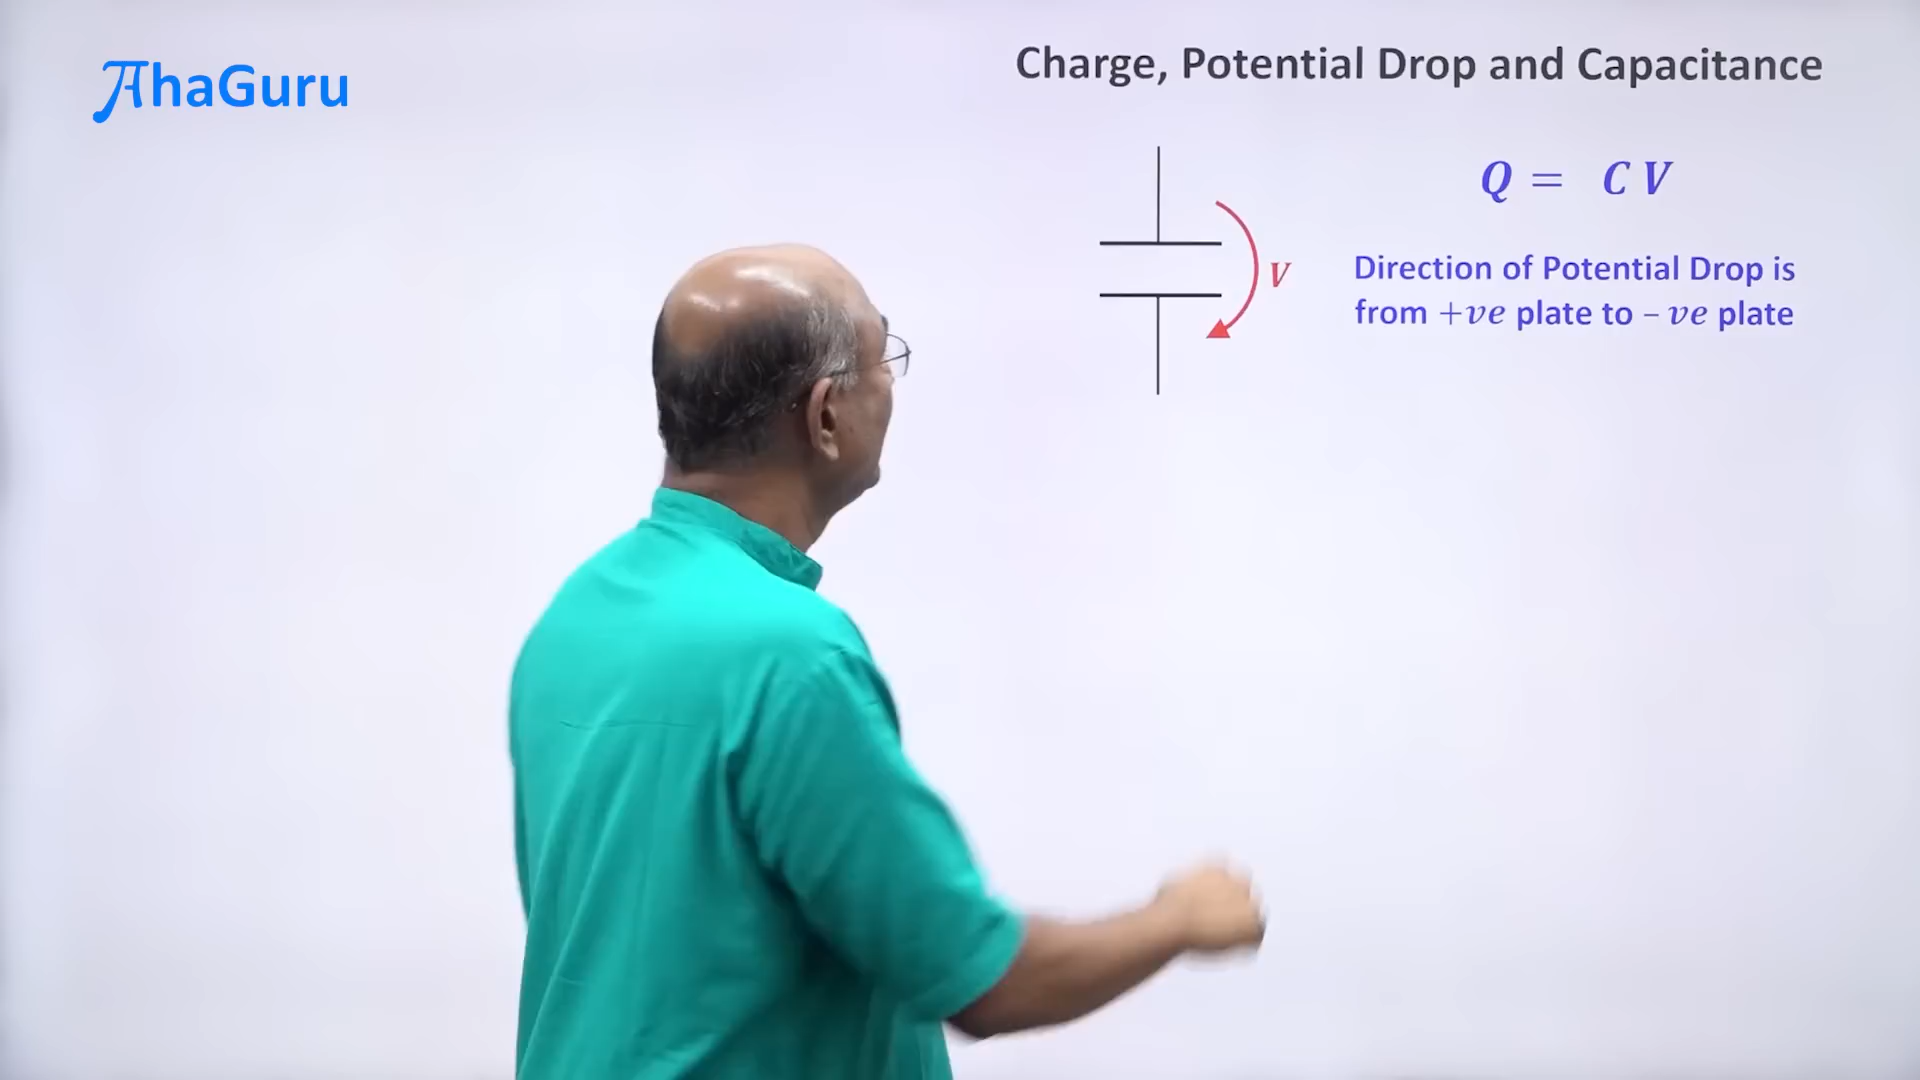 AhaGuru
Charge, Potential Drop and Capacitance
Q = C V
V
Direction of Potential Drop is
from +ve plate to – ve plate